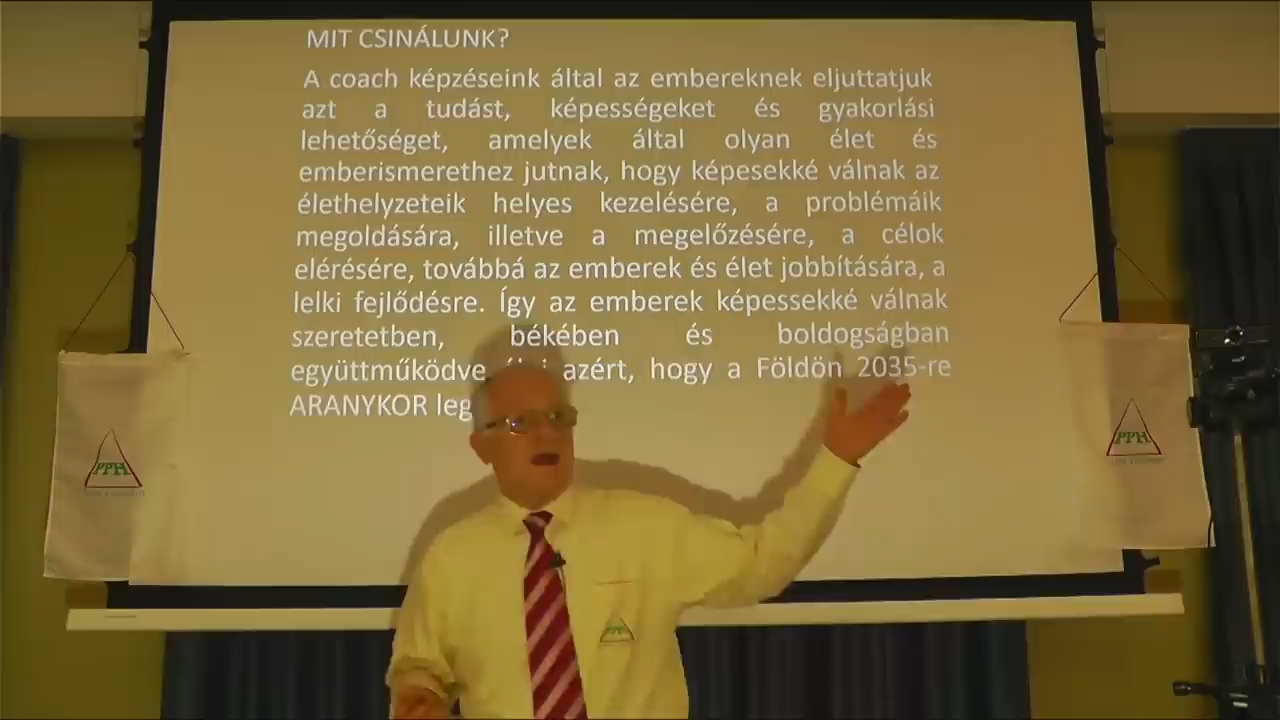 MIT CSINÁLUNK?
A coach képzéseink által az embereknek eljuttatjuk
azt a tudást, képességeket és gyakorlási
lehetőséget, amelyek által olyan élet és
emberismerethez jutnak, hogy képesekké válnak az
élethelyzeteik helyes kezelésére, a problémáik
megoldására, illetve a megelőzésére, a célok
elérésére, továbbá az emberek és élet jobbítására, a
lelki fejlődésre. Így az emberek képessekké válnak
szeretetben, békében és boldogságban
együttműködve azért, hogy a Földön 2035-re
ARANYKOR leg
PPH
PPH
PPH